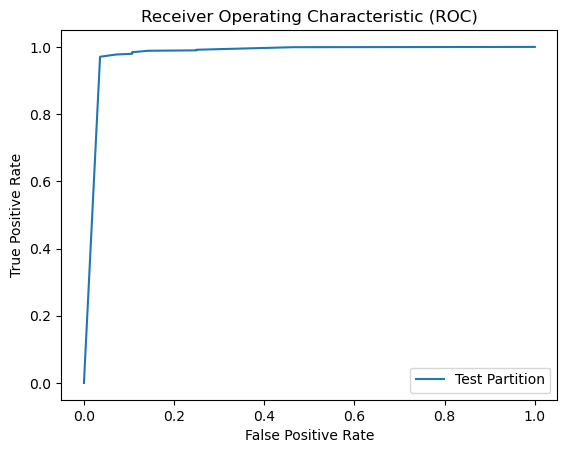 Receiver Operating Characteristic (ROC)
1.0
0.8
0.6
0.4
0.2
0.0
True Positive Rate
Test Partition
0.0 0.2 0.4 0.6 0.8 1.0
False Positive Rate